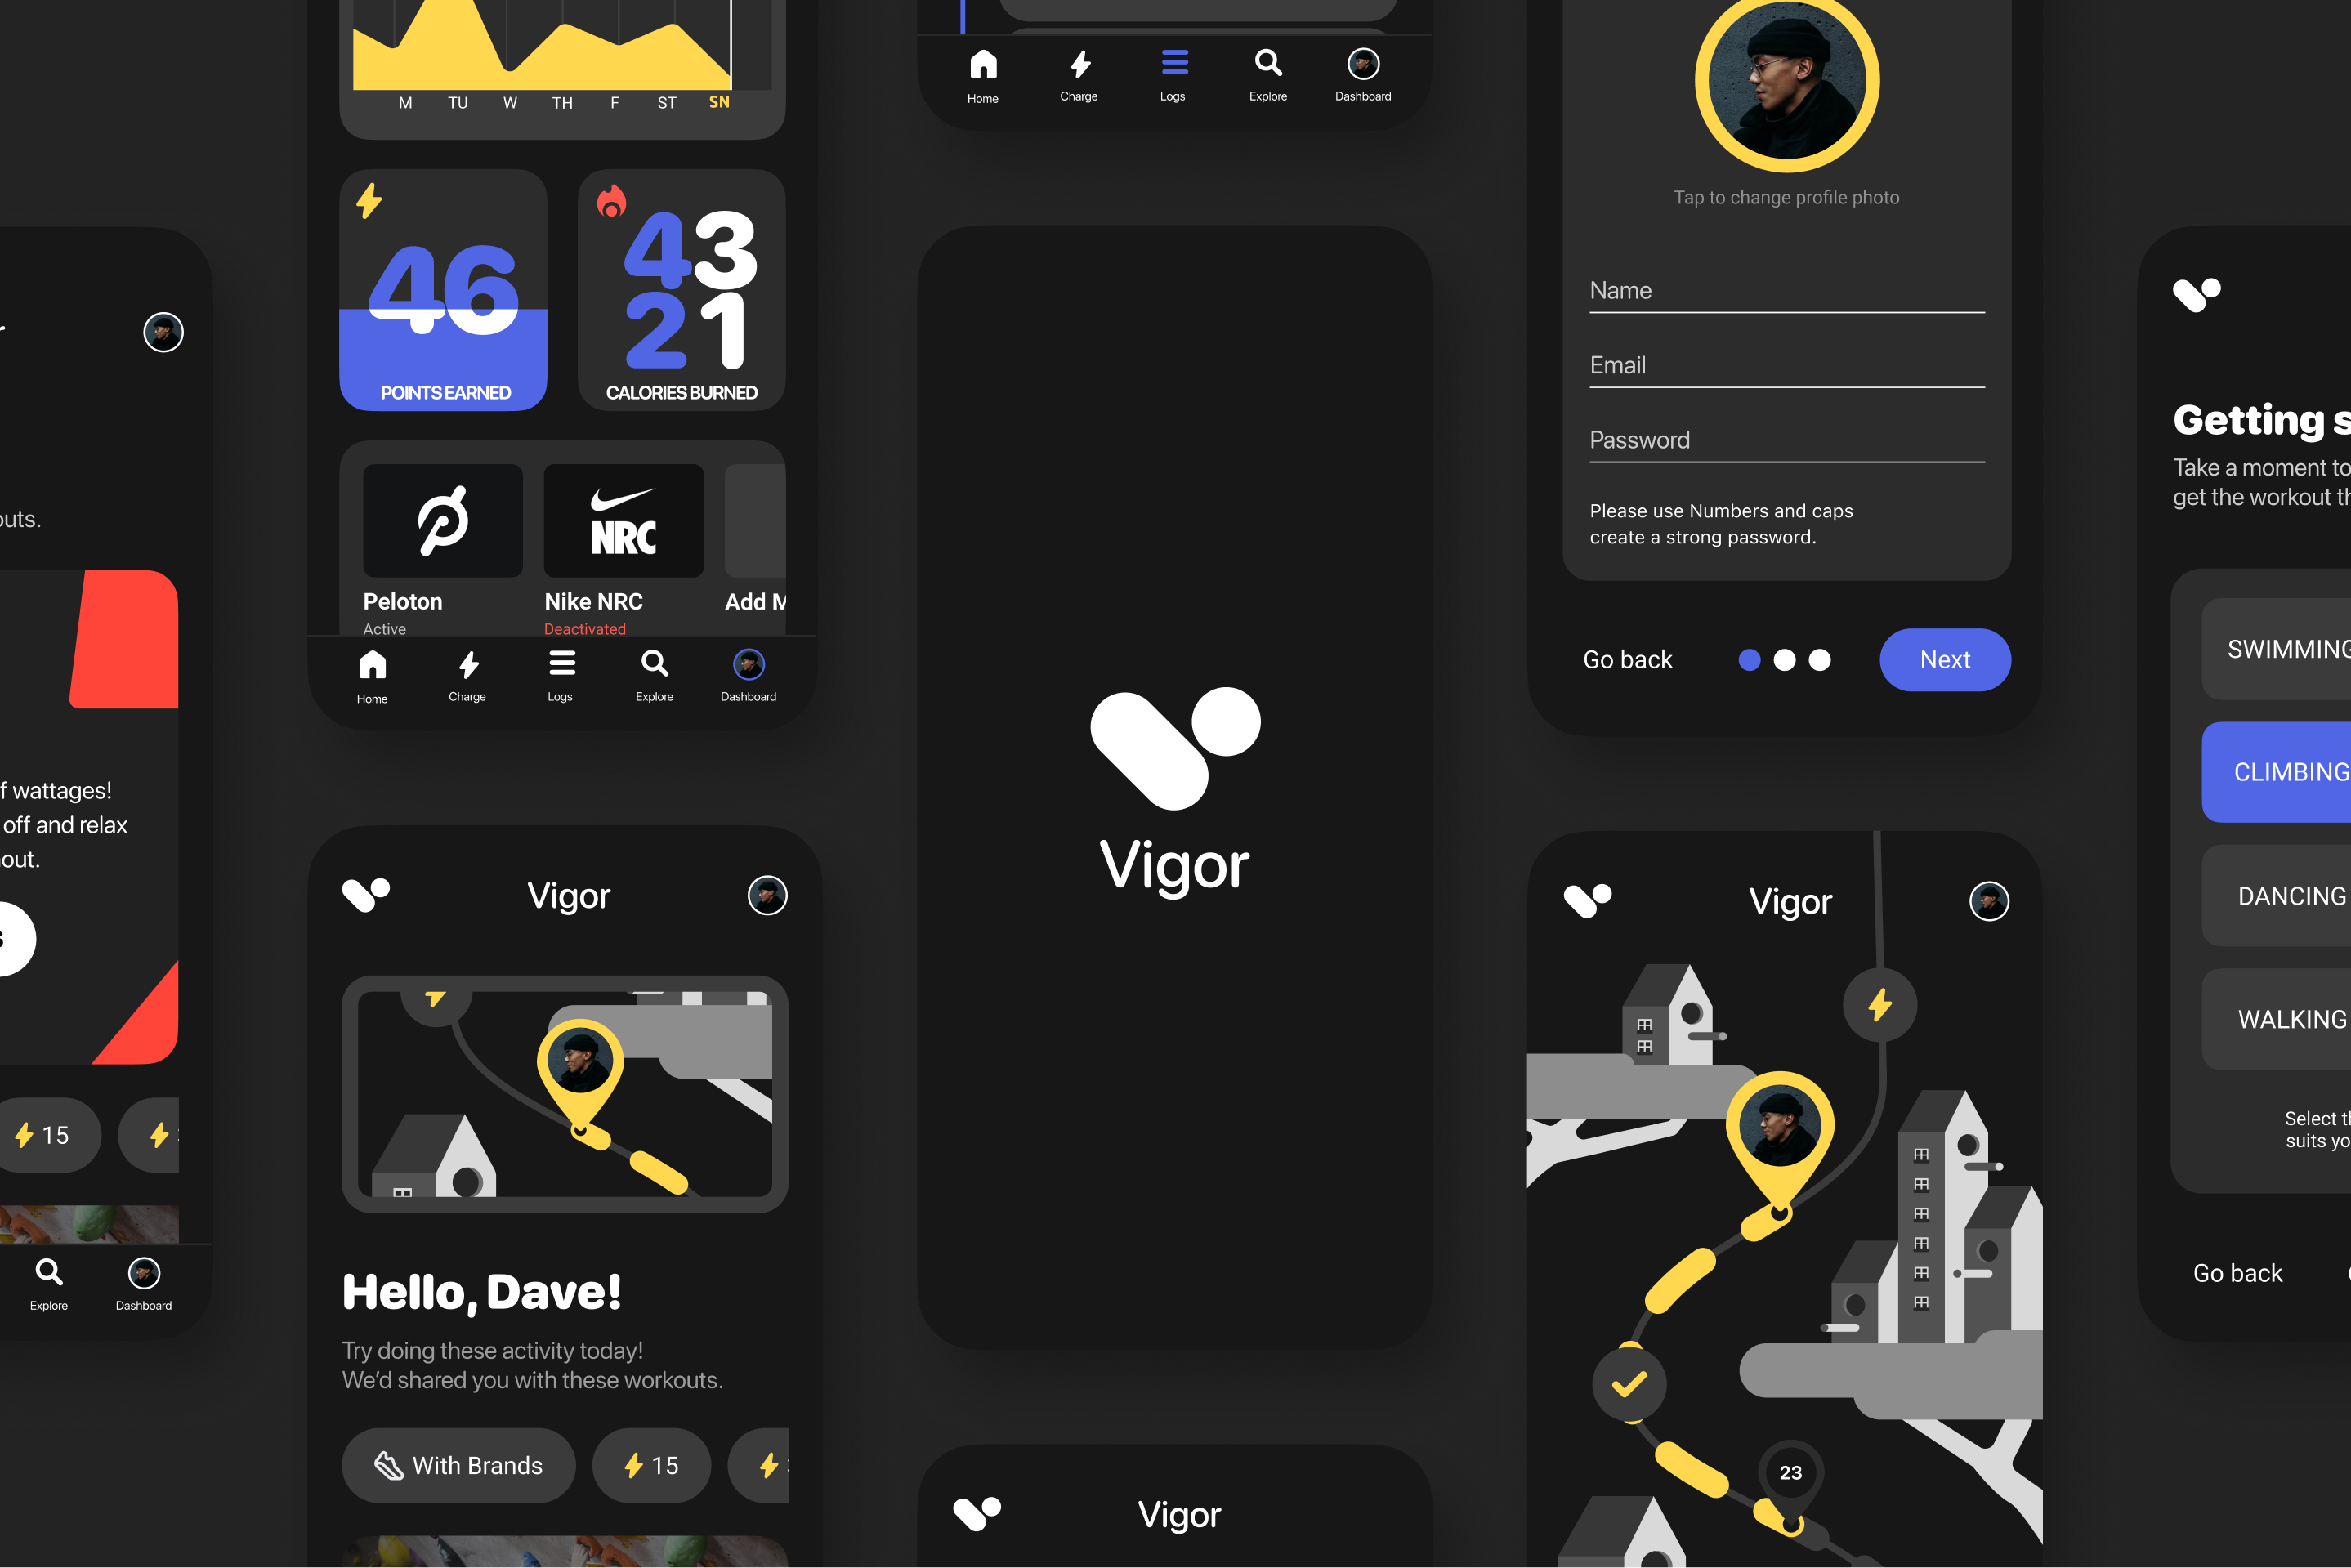 outs.
f wattages!
off and relax
out.
15
Explore
Dashboard
M TU W TH F ST SN
46
POINTS EARNED
43
21
CALORIES BURNED
NRC
Peloton
Active
Nike NRC
Deactivated
Add M
Home
Charge
Logs
Explore
Dashboard
Vigor
Hello, Dave!
Try doing these activity today!
We'd shared you with these workouts.
With Brands
15
Home
Charge
Logs
Explore
Dashboard
Vigor
Vigor
Tap to change profile photo
Name
Email
Password
Please use Numbers and caps
create a strong password.
Go back
Next
Vigor
23
Getting s
Take a moment to
get the workout th
SWIMMING
CLIMBING
DANCING
WALKING
Select th
suits yo
Go back